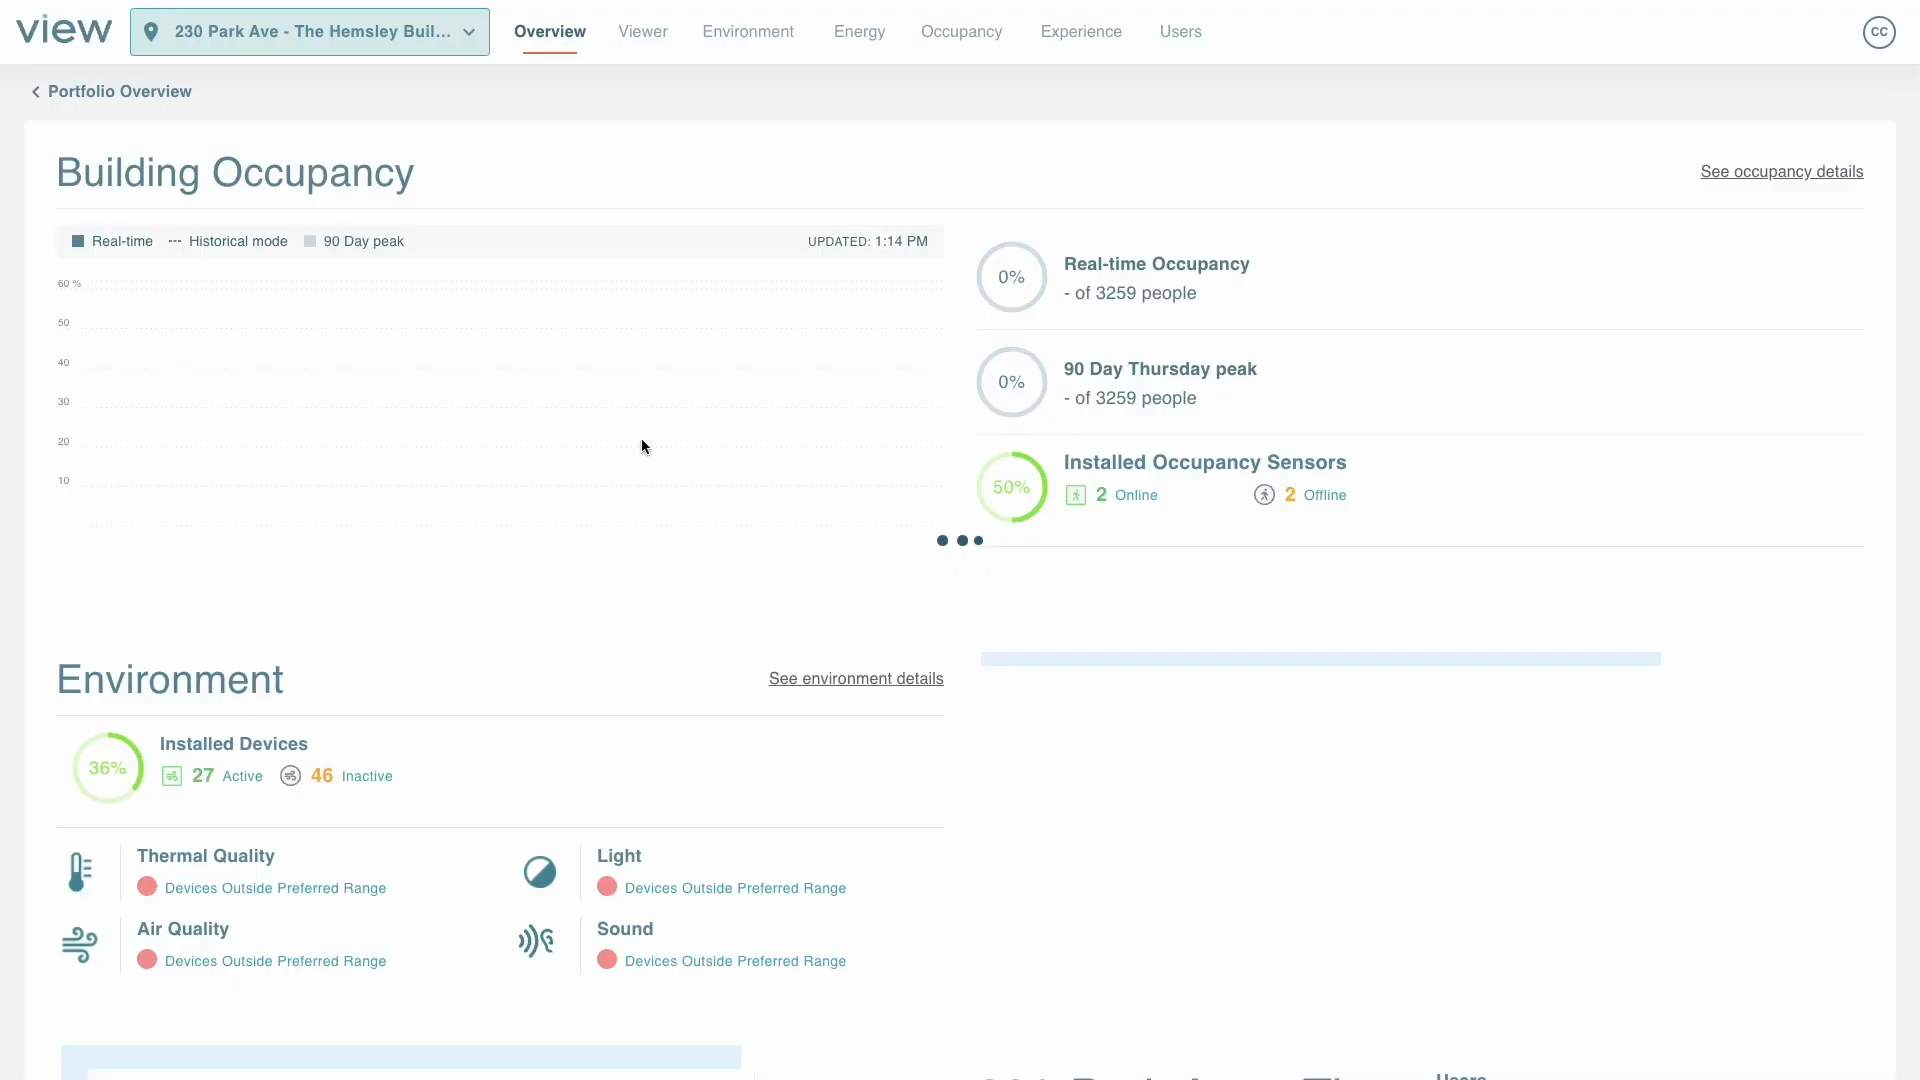 view
230 Park Ave - The Hemsley Buil...
Overview
Viewer
Environment
Energy
Occupancy
Experience
Users
CC
Portfolio Overview
Building Occupancy
See occupancy details
Real-time
Historical mode
90 Day peak
UPDATED: 1:14 PM
60 %
50
40
30
20
10
0%
Real-time Occupancy
- of 3259 people
0%
90 Day Thursday peak
- of 3259 people
50%
Installed Occupancy Sensors
2 Online
2 Offline
Environment
See environment details
36%
Installed Devices
27 Active
46 Inactive
Thermal Quality
Devices Outside Preferred Range
Light
Devices Outside Preferred Range
Air Quality
Devices Outside Preferred Range
Sound
Devices Outside Preferred Range
Users